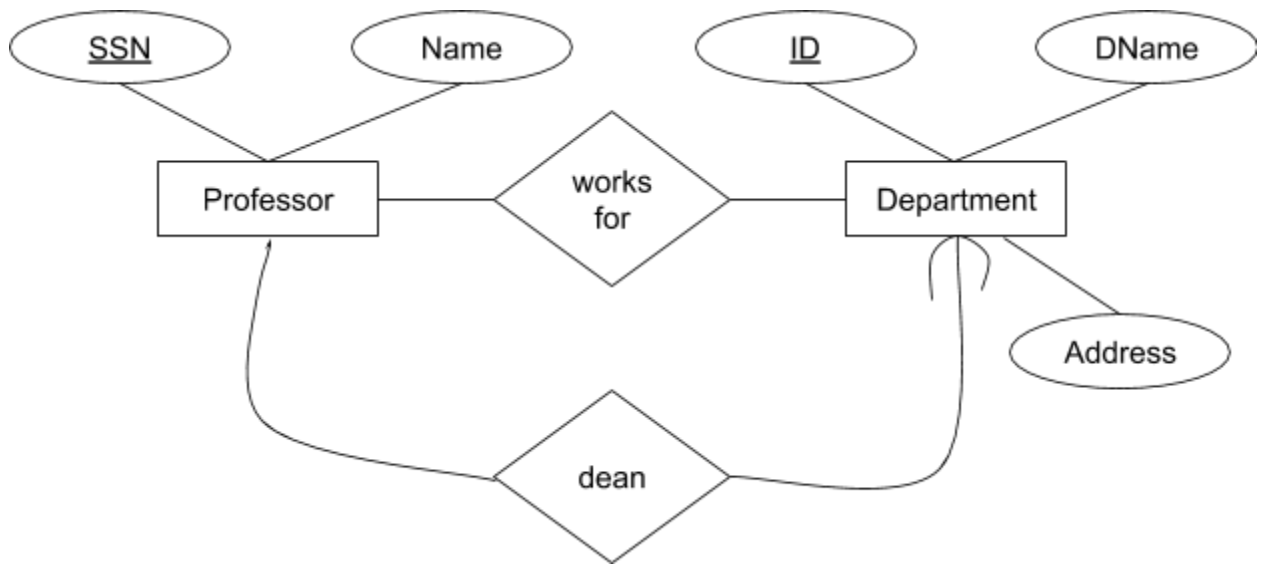 SSN
Name
ID
DName
Professor
works
for
Department
Address
dean